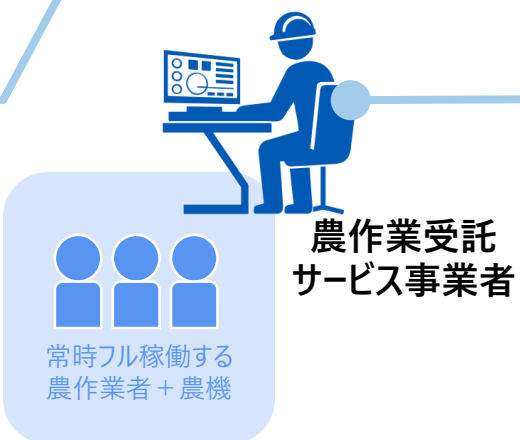 農作業受託
サービス事業者
常時フル稼働する
農作業者＋農機